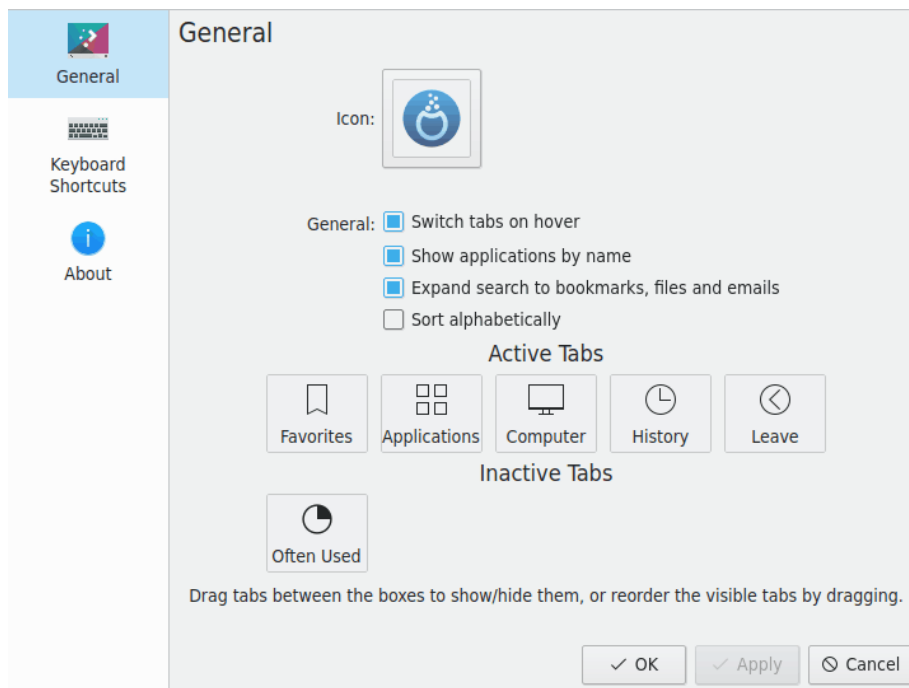 General
General
Keyboard
Shortcuts
About
Icon:
General:
Switch tabs on hover
Show applications by name
Expand search to bookmarks, files and emails
Sort alphabetically
Active Tabs
Favorites
Applications
Computer
History
Leave
Inactive Tabs
Often Used
Drag tabs between the boxes to show/hide them, or reorder the visible tabs by dragging.
OK
Apply
Cancel